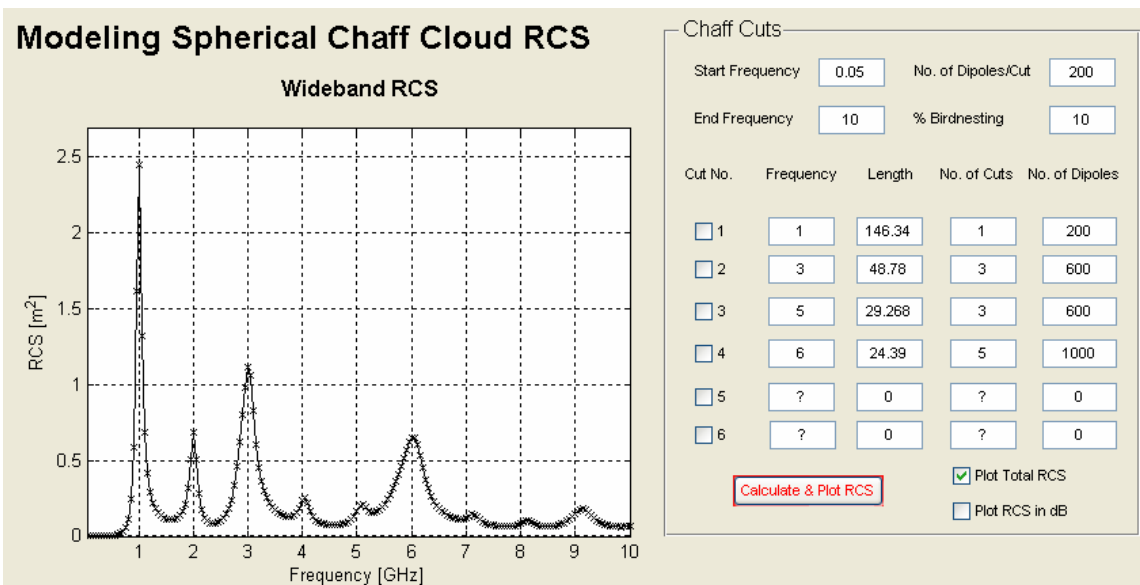 Modeling Spherical Chaff Cloud RCS
Wideband RCS
RCS [m²]
2.5
2
1.5
1
0.5
0
1 2 3 4 5 6 7 8 9 10
Frequency [GHz]
Chaff Cuts
Start Frequency 0.05 No. of Dipoles/Cut 200
End Frequency 10 % Birdnesting 10
Cut No. Frequency Length No. of Cuts No. of Dipoles
1 1 146.34 1 200
2 3 48.78 3 600
3 5 29.268 3 600
4 6 24.39 5 1000
5 ? 0 ? 0
6 ? 0 ? 0
Calculate & Plot RCS
Plot Total RCS
Plot RCS in dB